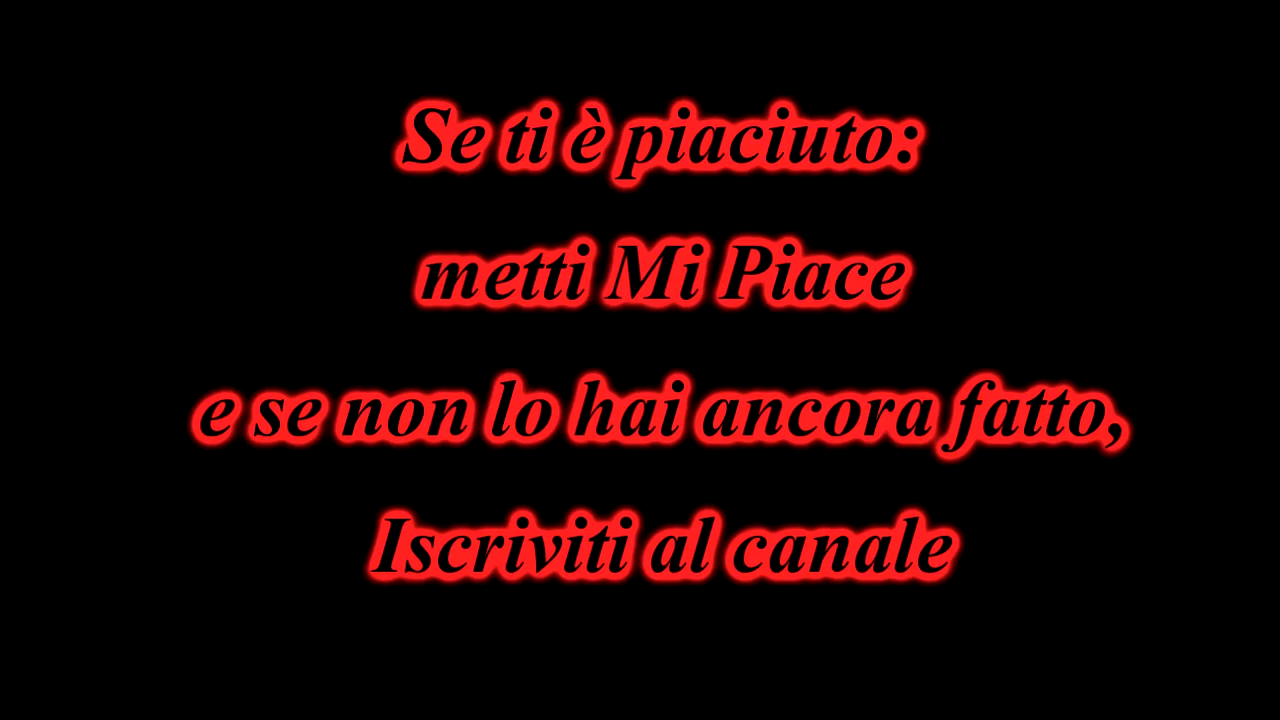 Se ti è piaciuto:
metti Mi Piace
e se non lo hai ancora fatto,
Iscriviti al canale